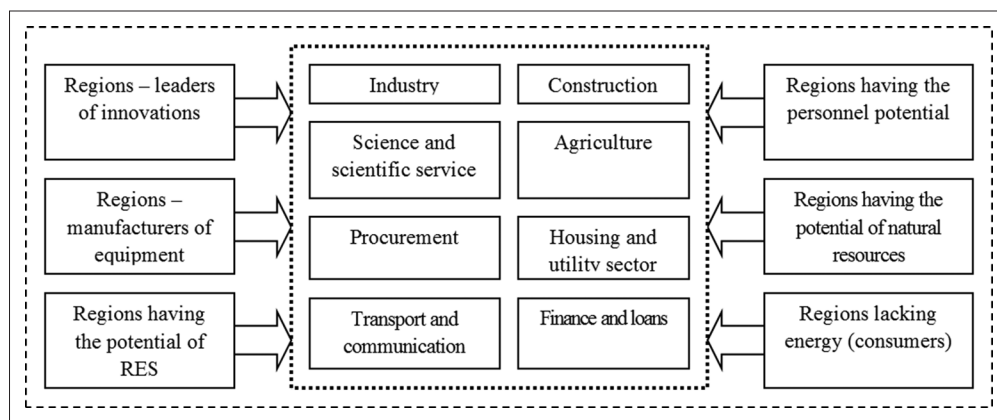 Regions – leaders
of innovations
Regions –
manufacturers of
equipment
Regions having
the potential of
RES
Industry
Construction
Science and
scientific service
Agriculture
Procurement
Housing and
utility sector
Transport and
communication
Finance and loans
Regions having the
personnel potential
Regions having the
potential of natural
resources
Regions lacking
energy (consumers)